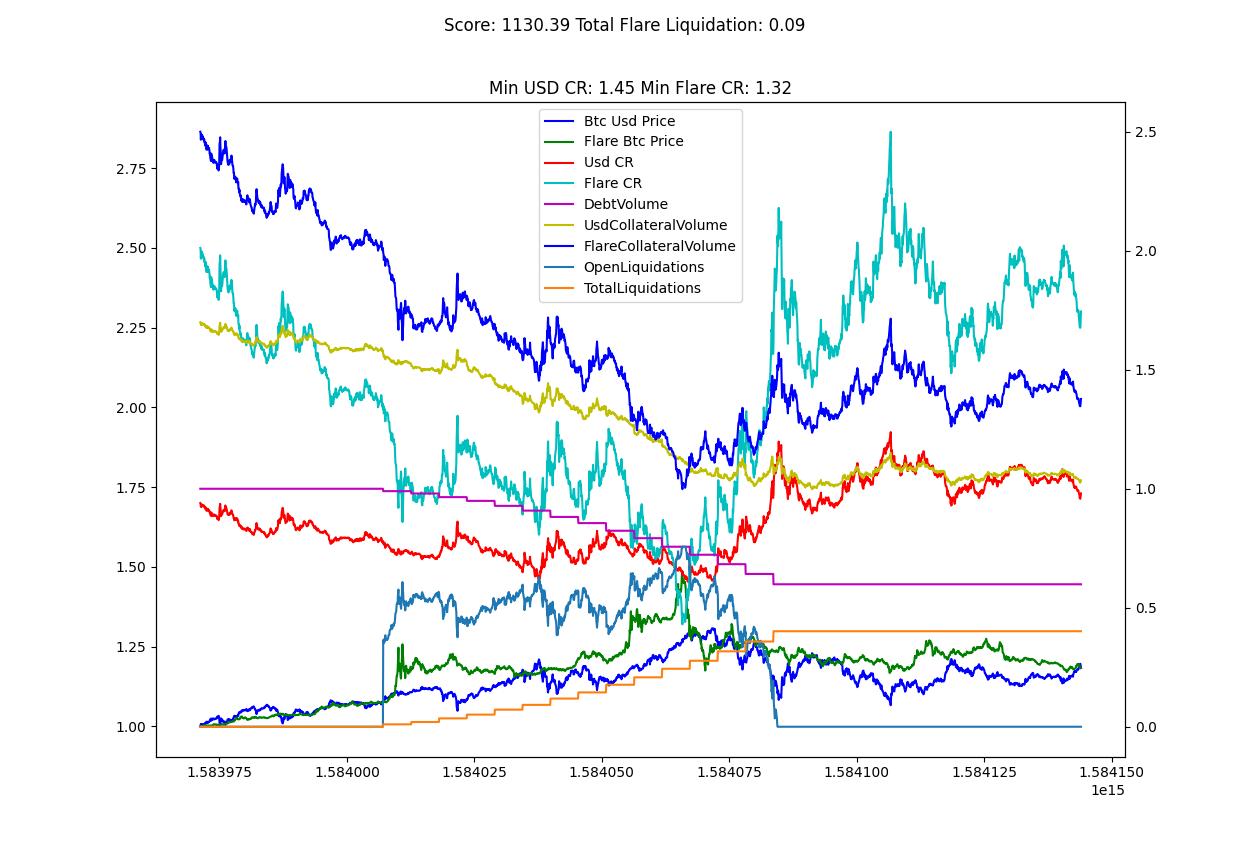 Score: 1130.39 Total Flare Liquidation: 0.09
Min USD CR: 1.45 Min Flare CR: 1.32
Btc Usd Price
Flare Btc Price
Usd CR
Flare CR
DebtVolume
UsdCollateralVolume
FlareCollateralVolume
OpenLiquidations
TotalLiquidations
2.75
2.50
2.25
2.00
1.75
1.50
1.25
1.00
2.5
2.0
1.5
1.0
0.5
0.0
1.583975 1.584000 1.584025 1.584050 1.584075 1.584100 1.584125 1.584150
1e15